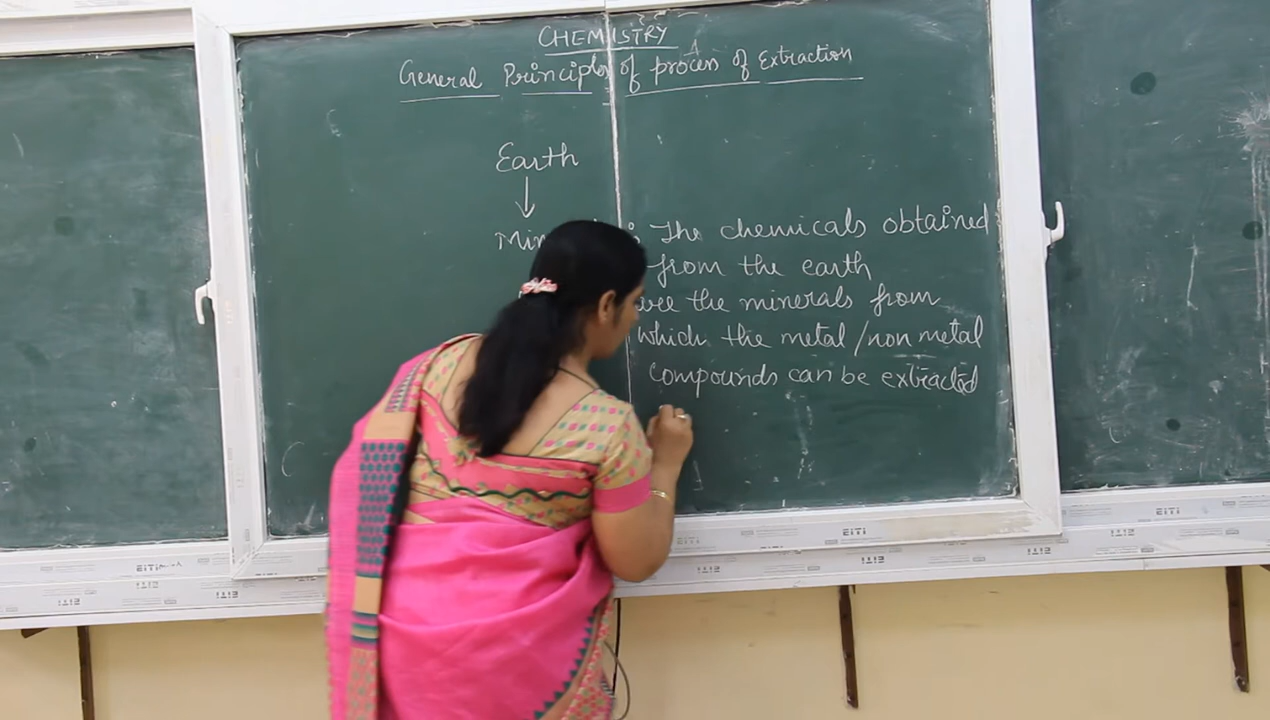 CHEMISTRY
General Principles of process of Extraction
Earth
The chemicals obtained
from the earth
the minerals from
which the metal / non metal
compounds can be extracted